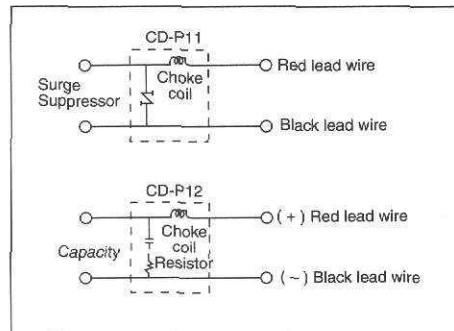 CD-P11
Red lead wire
Choke
coil
Surge
Suppressor
Black lead wire
CD-P12
(+) Red lead wire
Choke
coil
Capacity
Resistor
(~) Black lead wire